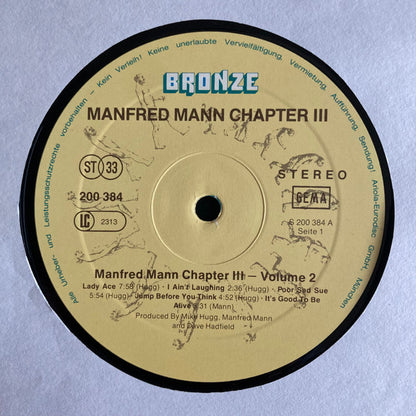 Alle Urheber- und Leistungsschutzrechte vorbehalten – Kein Verleih! Keine unerlaubte Vervielfältigung, Vermietung, Aufführung, Sendung! Ariola-Eurodisc GmbH, München
BRONZE
MANFRED MANN CHAPTER III
ST 33
STEREO
200 384
GEMA
LC 2313
S 200 384 A
Seite 1
Manfred Mann Chapter III – Volume 2
Lady Ace 7:58 (Hugg) · I Ain't Laughing 2:36 (Hugg) · Poor Sad Sue
5:54 (Hugg) · Jump Before You Think 4:52 (Hugg) · It's Good To Be
Alive 3:31 (Mann)
Produced By Mike Hugg, Manfred Mann and
Dave Hadfield